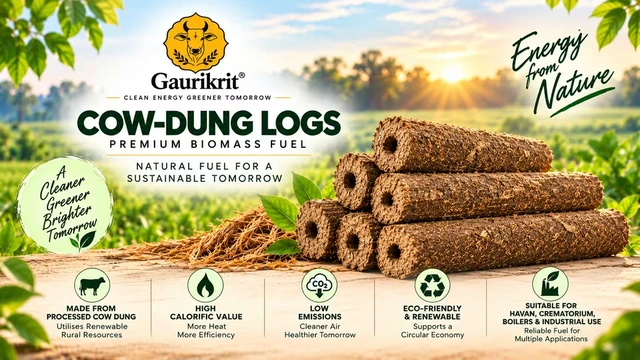 Gaurikrit®
CLEAN ENERGY GREENER TOMORROW
COW-DUNG LOGS
PREMIUM BIOMASS FUEL
NATURAL FUEL FOR A
SUSTAINABLE TOMORROW
Energy
from
Nature
A
Cleaner
Greener
Brighter
Tomorrow
MADE FROM
PROCESSED COW DUNG
Utilises Renewable
Rural Resources
HIGH
CALORIFIC VALUE
More Heat
More Efficiency
CO₂
LOW
EMISSIONS
Cleaner Air
Healthier Tomorrow
ECO-FRIENDLY
& RENEWABLE
Supports a
Circular Economy
SUITABLE FOR
HAVAN, CREMATORIUM,
BOILERS & INDUSTRIAL USE
Reliable Fuel for
Multiple Applications